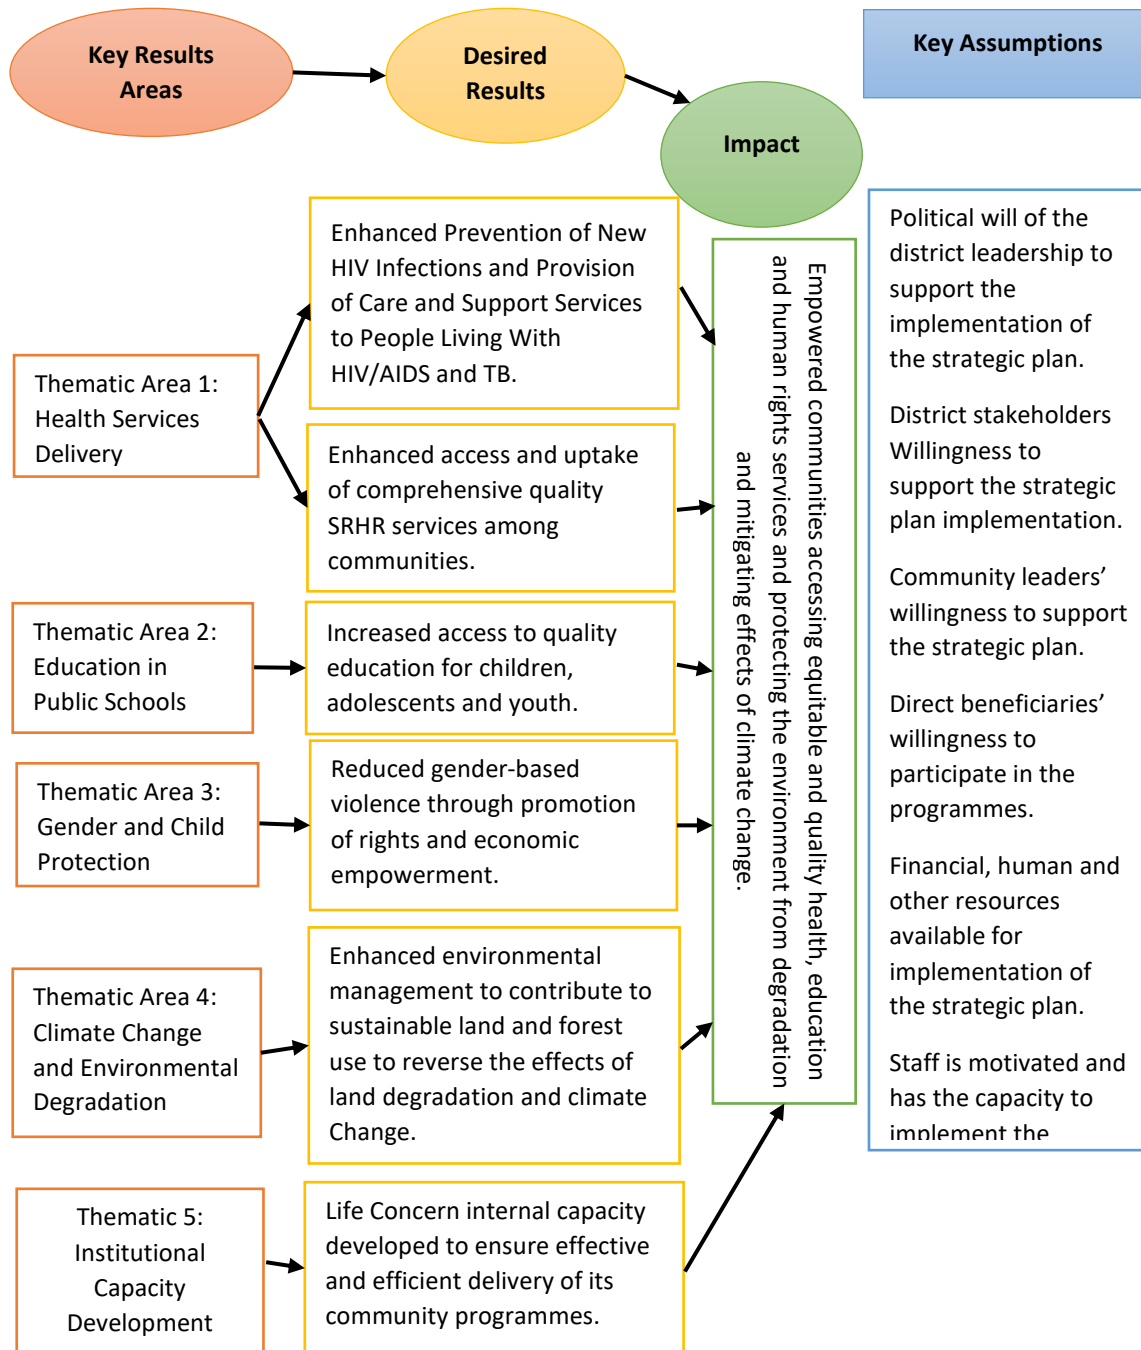 Key Results
Areas
Desired
Results
Impact
Key Assumptions
Thematic Area 1:
Health Services
Delivery
Enhanced Prevention of New
HIV Infections and Provision
of Care and Support Services
to People Living With
HIV/AIDS and TB.
Enhanced access and uptake
of comprehensive quality
SRHR services among
communities.
Thematic Area 2:
Education in
Public Schools
Increased access to quality
education for children,
adolescents and youth.
Thematic Area 3:
Gender and Child
Protection
Reduced gender-based
violence through promotion
of rights and economic
empowerment.
Thematic Area 4:
Climate Change
and Environmental
Degradation
Enhanced environmental
management to contribute to
sustainable land and forest
use to reverse the effects of
land degradation and climate
Change.
Thematic 5:
Institutional
Capacity
Development
Life Concern internal capacity
developed to ensure effective
and efficient delivery of its
community programmes.
Empowered communities accessing equitable and quality health, education
and human rights services and protecting the environment from degradation
and mitigating effects of climate change.
Political will of the
district leadership to
support the
implementation of
the strategic plan.
District stakeholders
Willingness to
support the strategic
plan implementation.
Community leaders’
willingness to support
the strategic plan.
Direct beneficiaries’
willingness to
participate in the
programmes.
Financial, human and
other resources
available for
implementation of
the strategic plan.
Staff is motivated and
has the capacity to
implement the